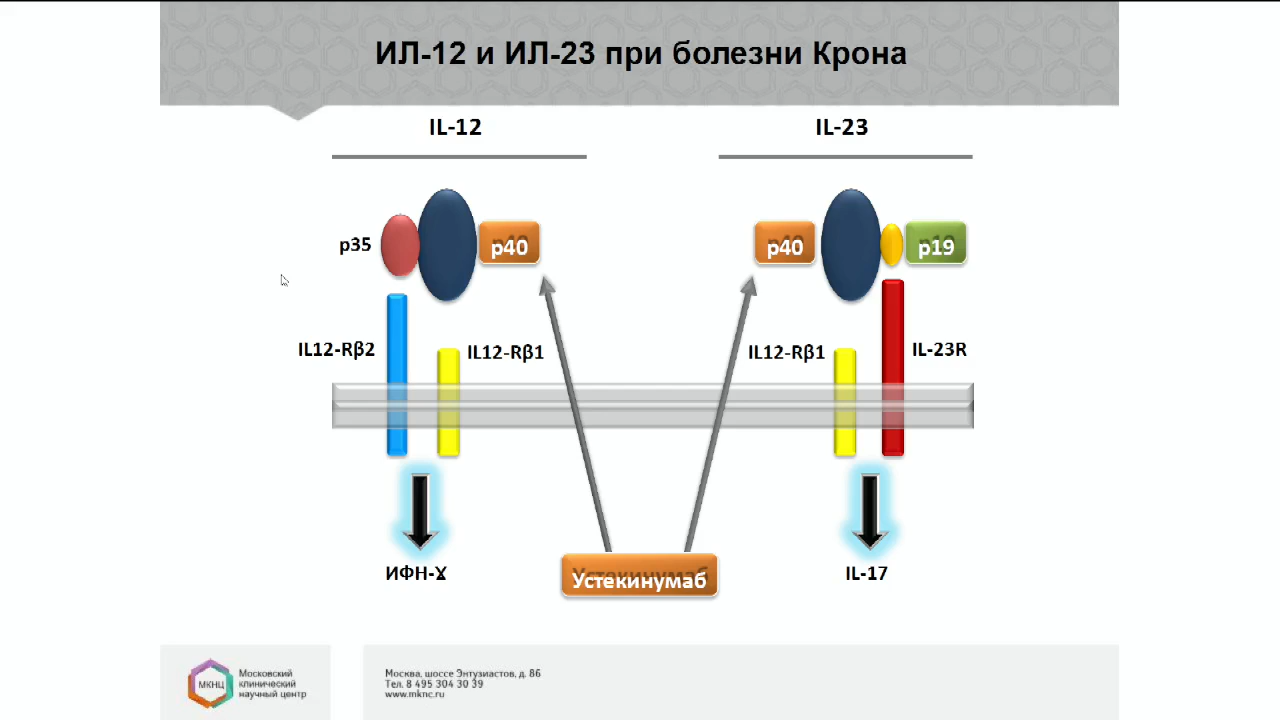 ИЛ-12 и ИЛ-23 при болезни Крона
IL-12
IL-23
p35
p40
p40
p19
IL12-Rβ2
IL12-Rβ1
IL12-Rβ1
IL-23R
ИФН-Ɣ
IL-17
Устекинумаб
МКНЦ
Московский
клинический
научный центр
Москва, шоссе Энтузиастов, д. 86
Тел. 8 495 304 30 39
www.mknc.ru